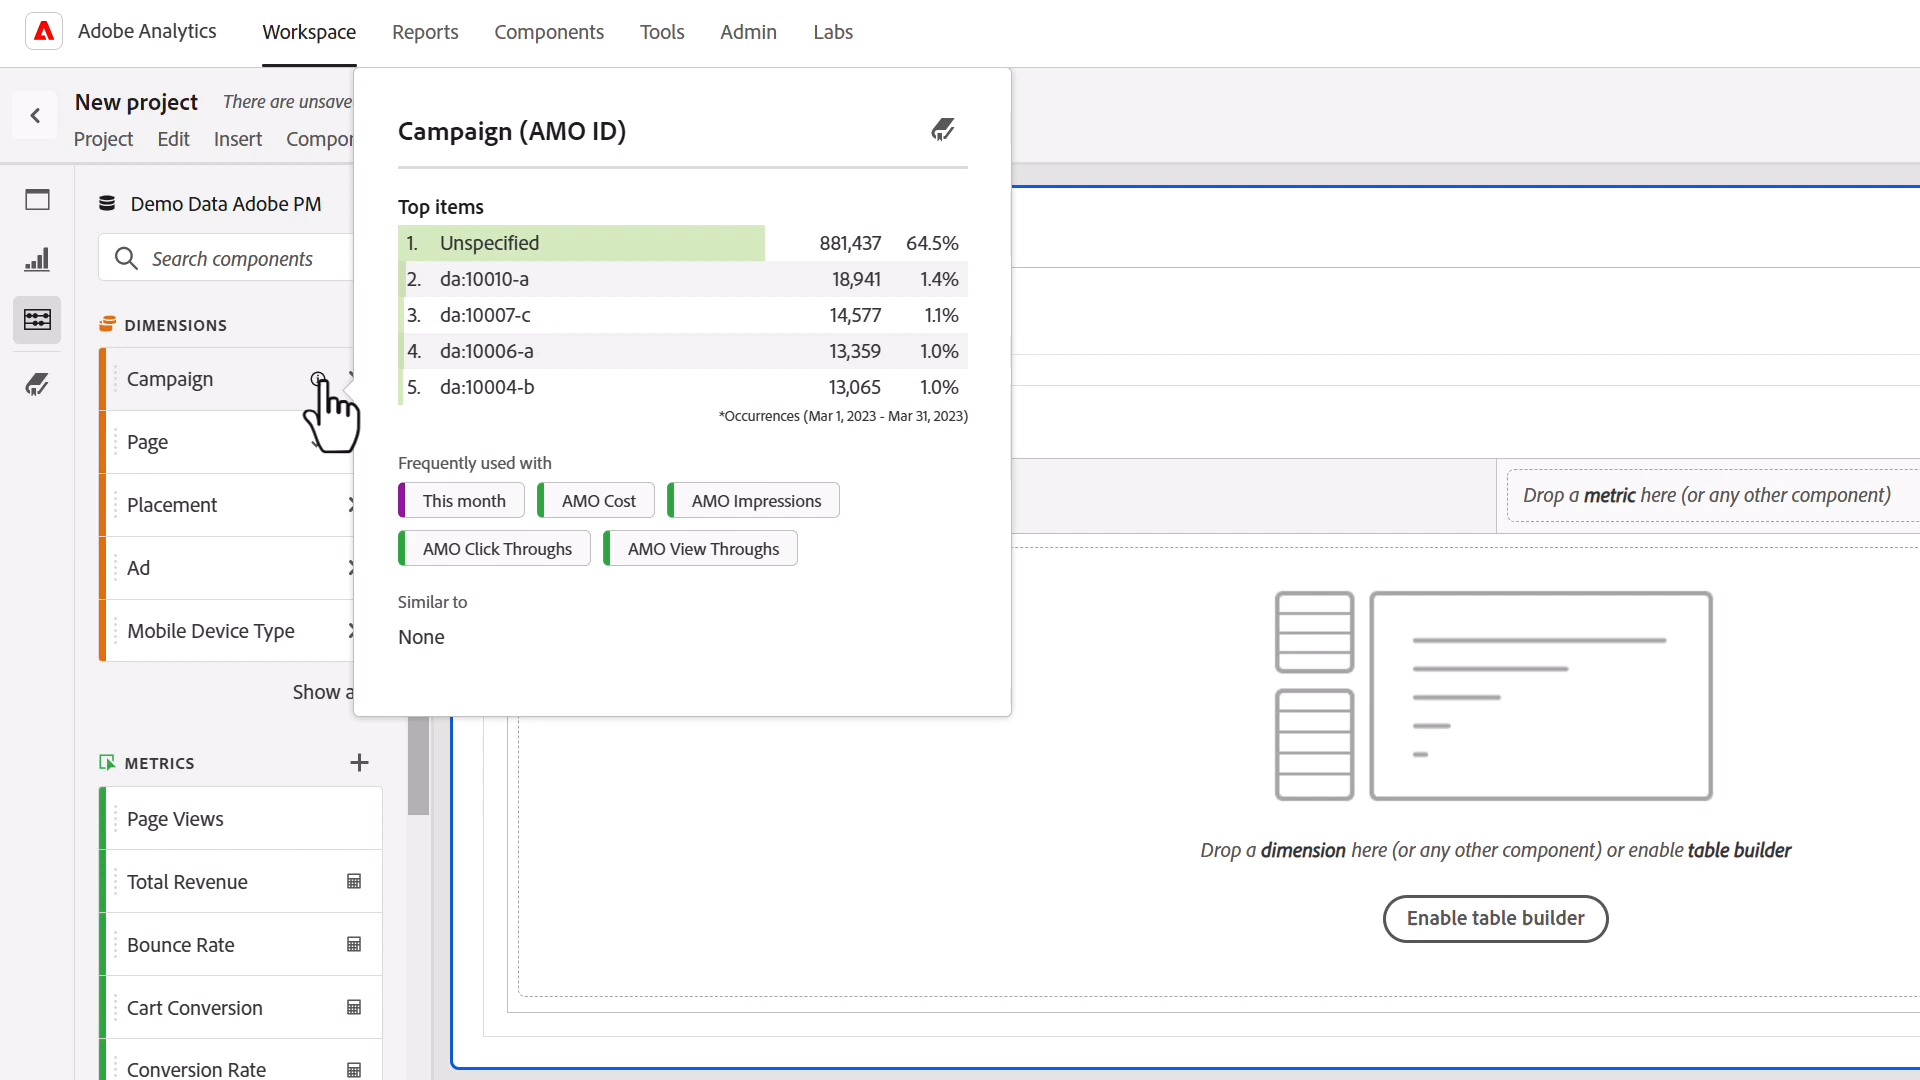 Adobe Analytics
Workspace
Reports
Components
Tools
Admin
Labs
New project
There are unsave
Project
Edit
Insert
Compor
Demo Data Adobe PM
Search components
DIMENSIONS
Campaign
Page
Placement
Ad
Mobile Device Type
Show a
METRICS
Page Views
Total Revenue
Bounce Rate
Cart Conversion
Conversion Rate
Campaign (AMO ID)
Top items
1. Unspecified 881,437 64.5%
2. da:10010-a 18,941 1.4%
3. da:10007-c 14,577 1.1%
4. da:10006-a 13,359 1.0%
5. da:10004-b 13,065 1.0%
*Occurrences (Mar 1, 2023 - Mar 31, 2023)
Frequently used with
This month
AMO Cost
AMO Impressions
AMO Click Throughs
AMO View Throughs
Similar to
None
Drop a metric here (or any other component)
Drop a dimension here (or any other component) or enable table builder
Enable table builder